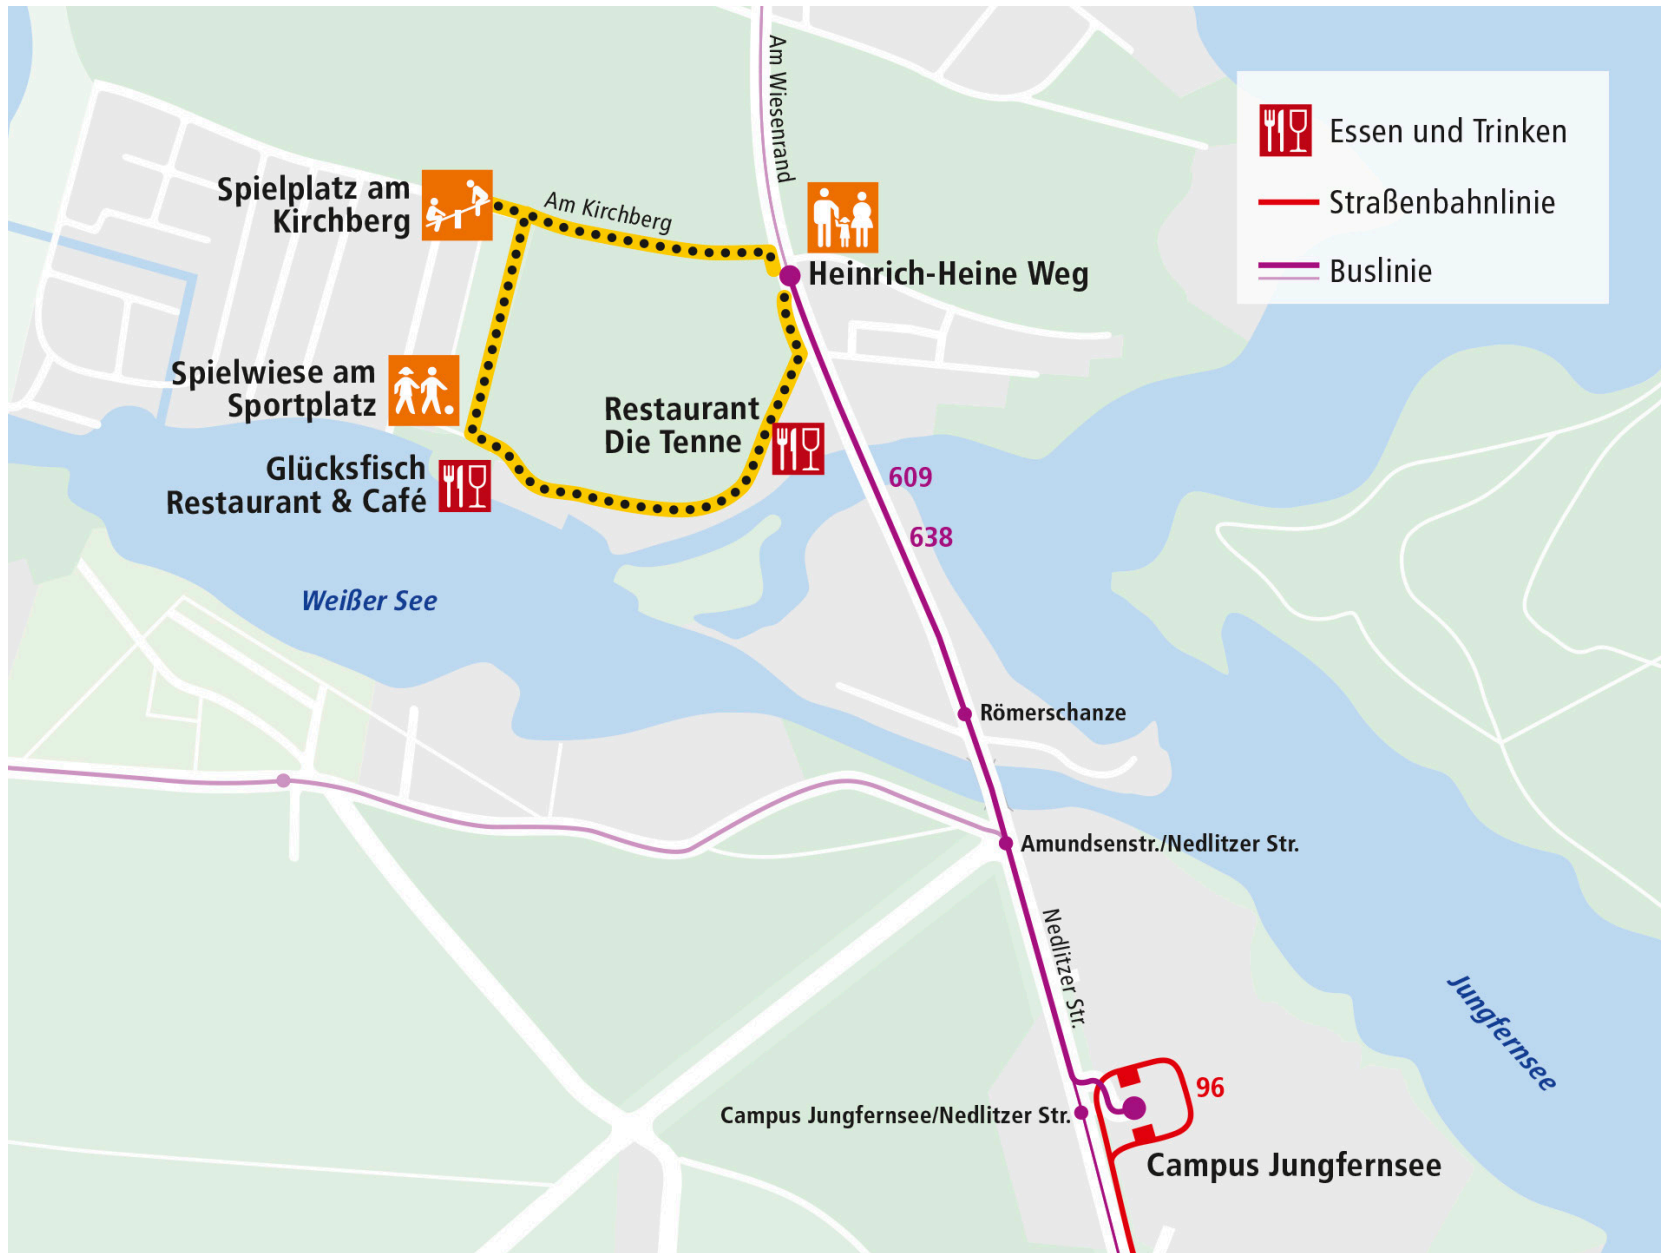 Am Wiesenrand
Essen und Trinken
Straßenbahnlinie
Buslinie
Spielplatz am
Kirchberg
Am Kirchberg
Heinrich-Heine Weg
Spielwiese am
Sportplatz
Restaurant
Die Tenne
Glücksfisch
Restaurant & Café
609
638
Weißer See
Römerschanze
Amundsenstr./Nedlitzer Str.
Nedlitzer Str.
Jungfernsee
96
Campus Jungfernsee/Nedlitzer Str.
Campus Jungfernsee